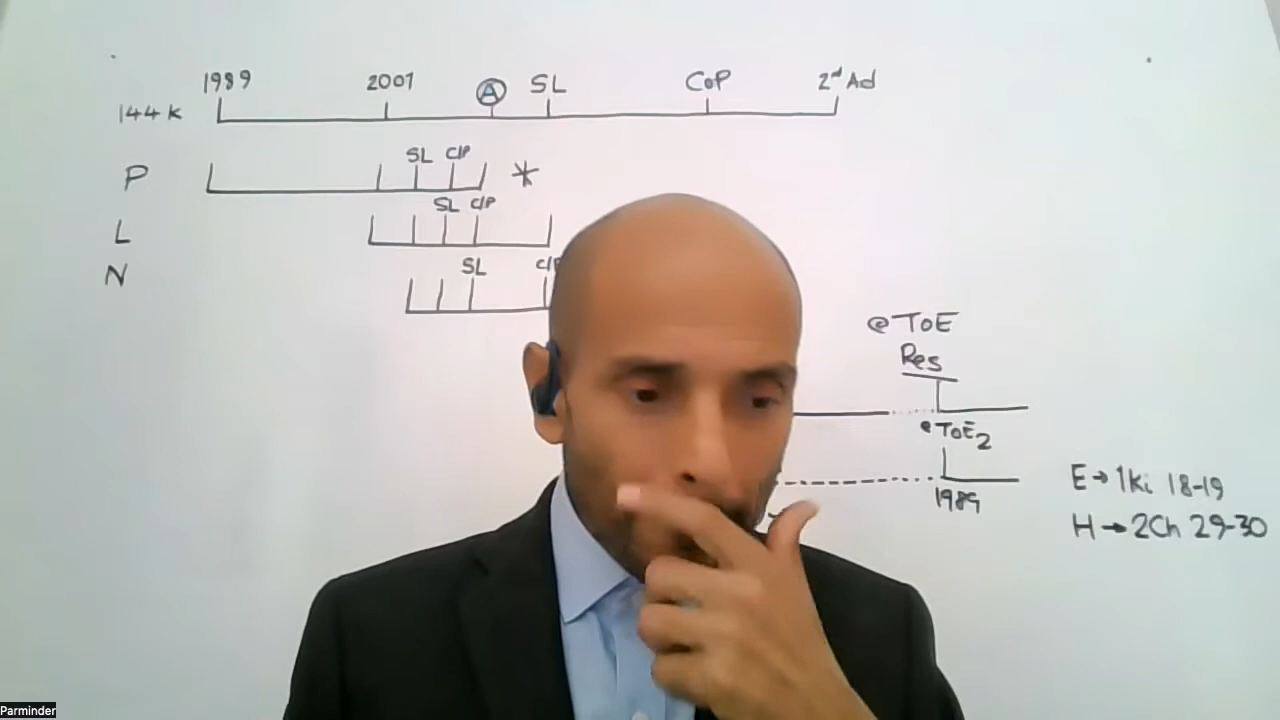 1989 2001 A SL CoP 2nd Ad
144k
P SL C/P *
L SL C/P
N SL
@ ToE
Res
@ ToE2
1989
E→1Ki 18-19
H→2Ch 29-30
Parminder